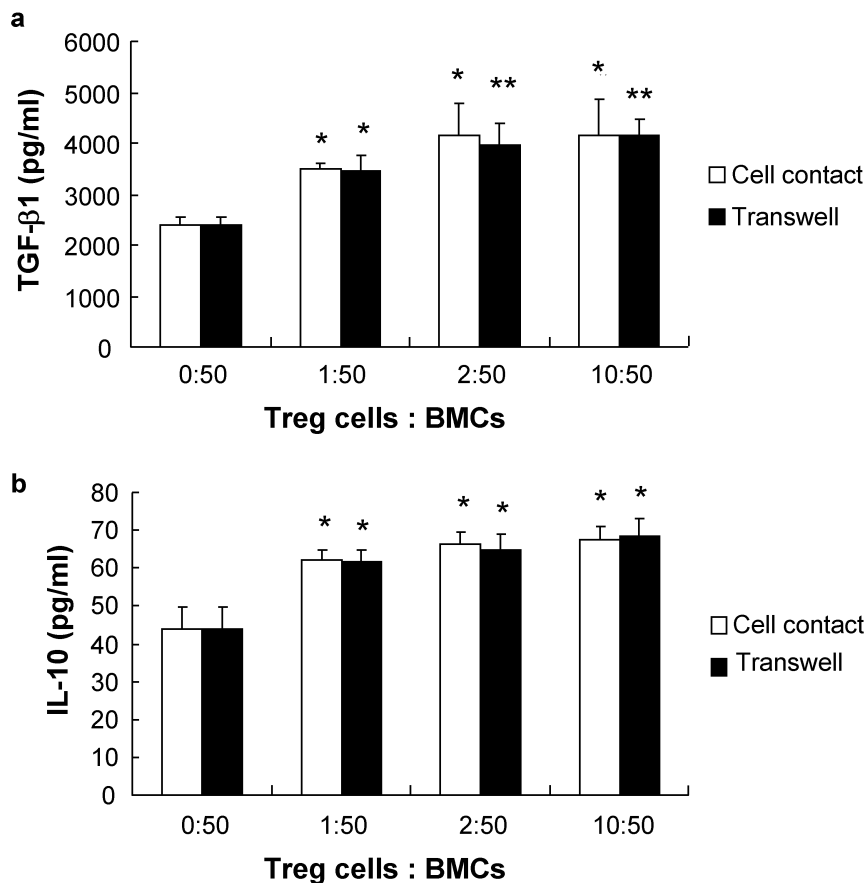 a
TGF-β1 (pg/ml)
6000
5000
4000
3000
2000
1000
0
* * * ** * **
Cell contact
Transwell
0:50 1:50 2:50 10:50
Treg cells : BMCs
b
IL-10 (pg/ml)
80
70
60
50
40
30
20
10
0
* * * * * *
Cell contact
Transwell
0:50 1:50 2:50 10:50
Treg cells : BMCs